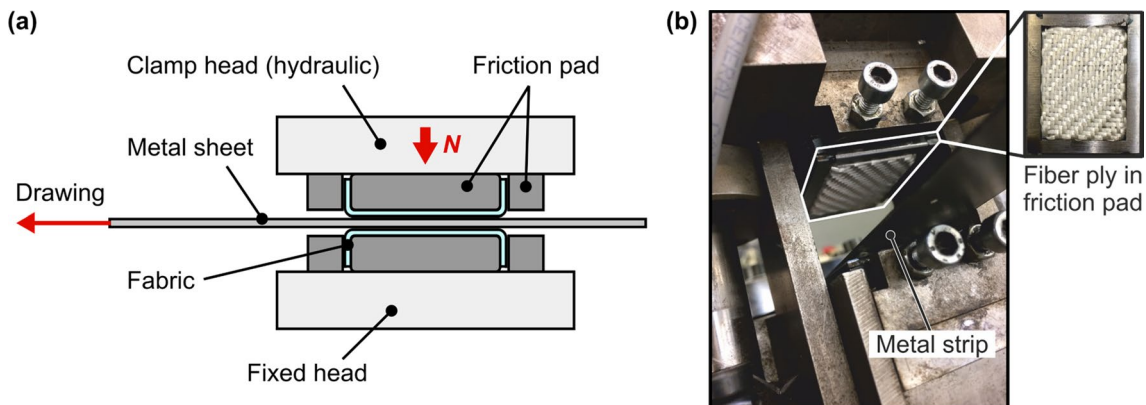 (a)
Clamp head (hydraulic)
Friction pad
N
Metal sheet
Drawing
Fabric
Fixed head
(b)
Fiber ply in
friction pad
Metal strip